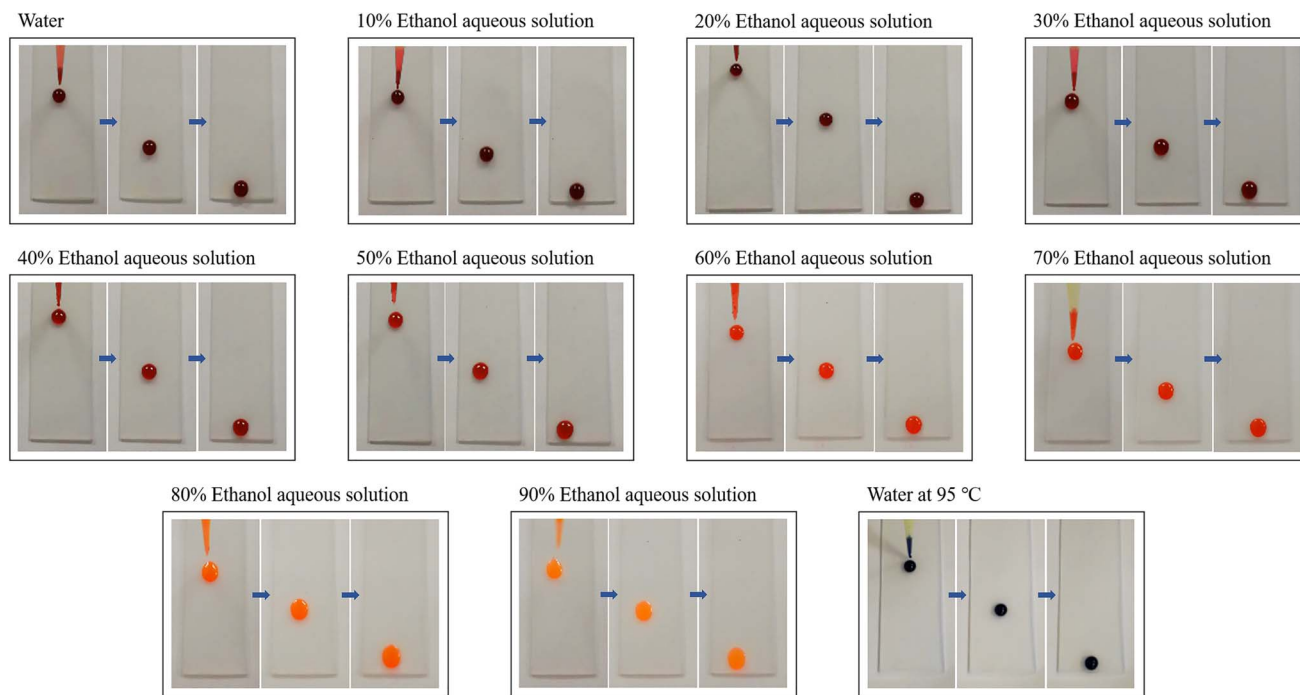 Water
10% Ethanol aqueous solution
20% Ethanol aqueous solution
30% Ethanol aqueous solution
40% Ethanol aqueous solution
50% Ethanol aqueous solution
60% Ethanol aqueous solution
70% Ethanol aqueous solution
80% Ethanol aqueous solution
90% Ethanol aqueous solution
Water at 95 ℃